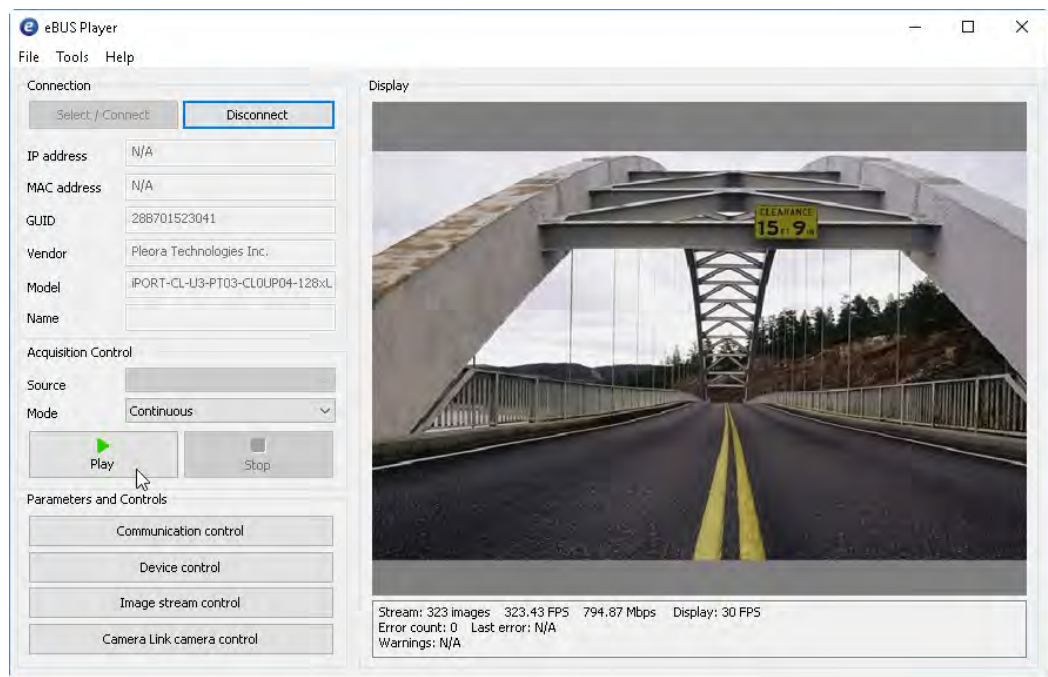 eBUS Player
File Tools Help
Connection
Select / Connect Disconnect
IP address N/A
MAC address N/A
GUID 28B701523041
Vendor Pleora Technologies Inc.
Model iPORT-CL-U3-PT03-CL0UP04-128xL
Name
Acquisition Control
Source
Mode Continuous
Play Stop
Parameters and Controls
Communication control
Device control
Image stream control
Camera Link camera control
Display
CLEARANCE
15 FT 9 IN
Stream: 323 images 323.43 FPS 794.87 Mbps Display: 30 FPS
Error count: 0 Last error: N/A
Warnings: N/A